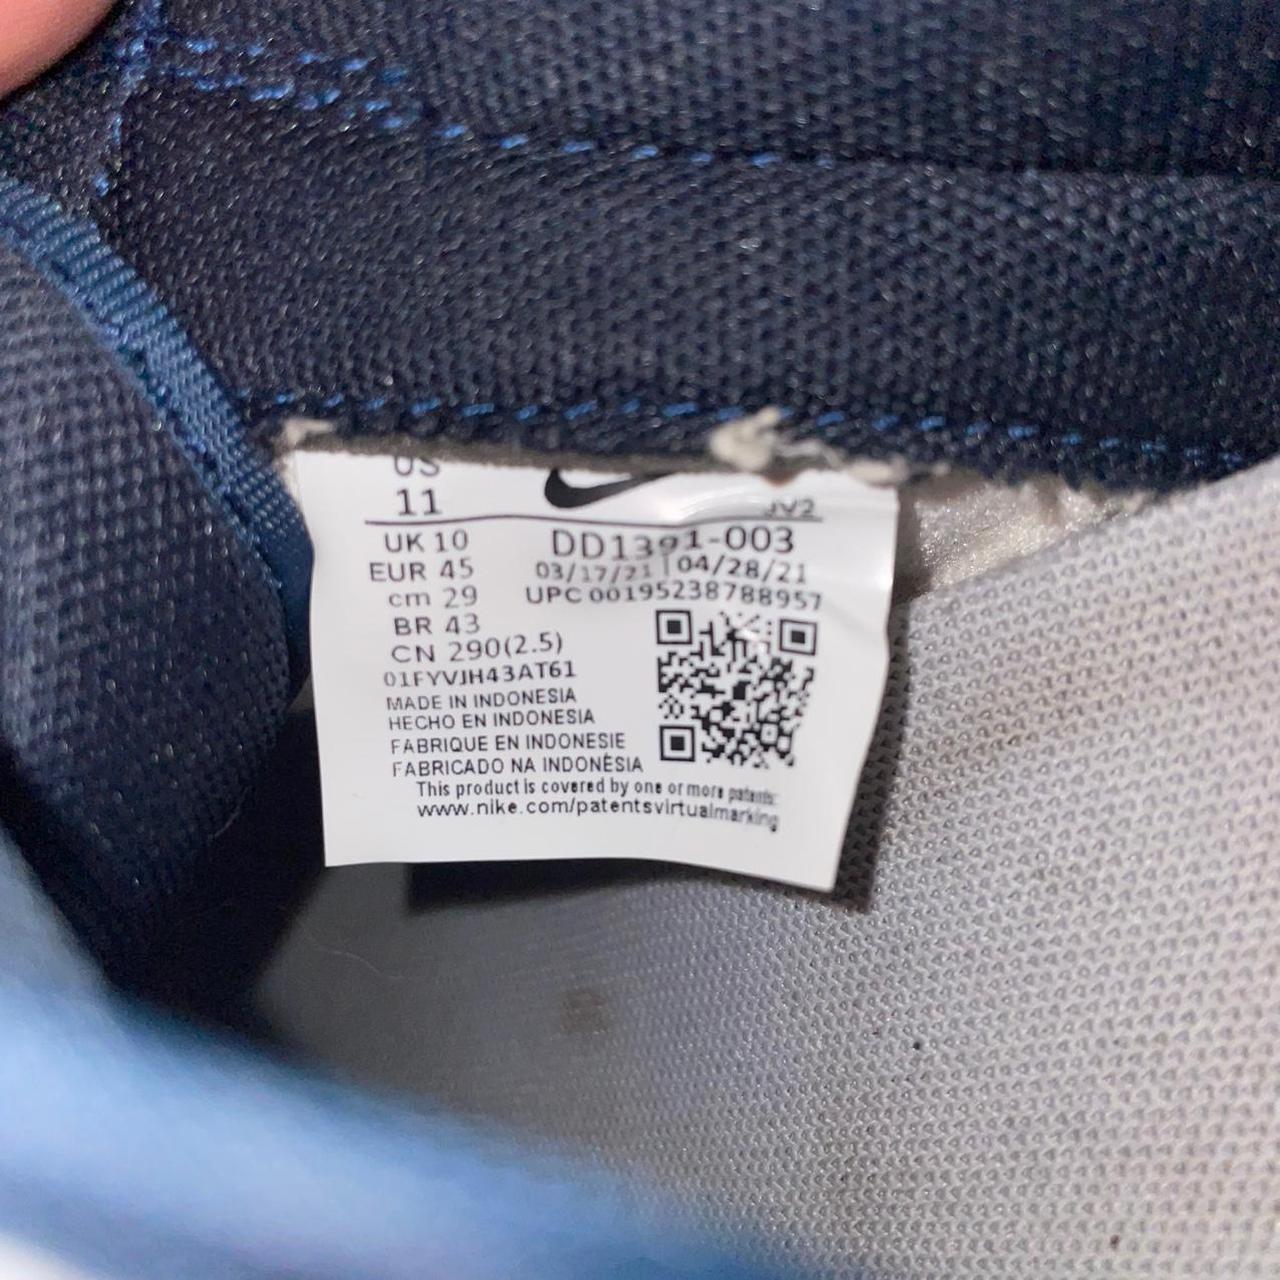 US
11
JV2
UK 10
EUR 45
cm 29
BR 43
CN 290(2.5)
01FYVJH43AT61
DD1391-003
03/17/21 | 04/28/21
UPC 00195238788957
MADE IN INDONESIA
HECHO EN INDONESIA
FABRIQUE EN INDONESIE
FABRICADO NA INDONÉSIA
This product is covered by one or more patents:
www.nike.com/patentsvirtualmarking